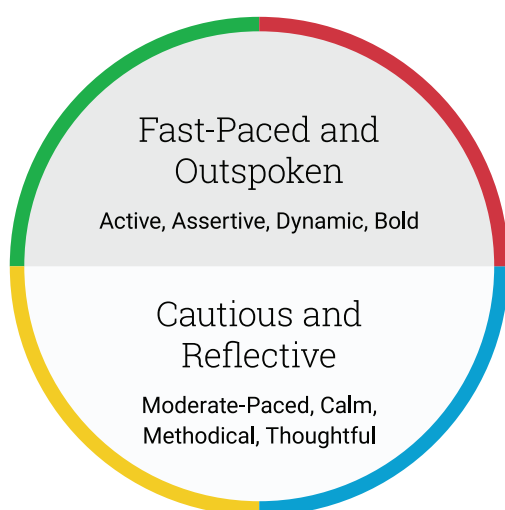 Fast-Paced and
Outspoken
Active, Assertive, Dynamic, Bold
Cautious and
Reflective
Moderate-Paced, Calm,
Methodical, Thoughtful